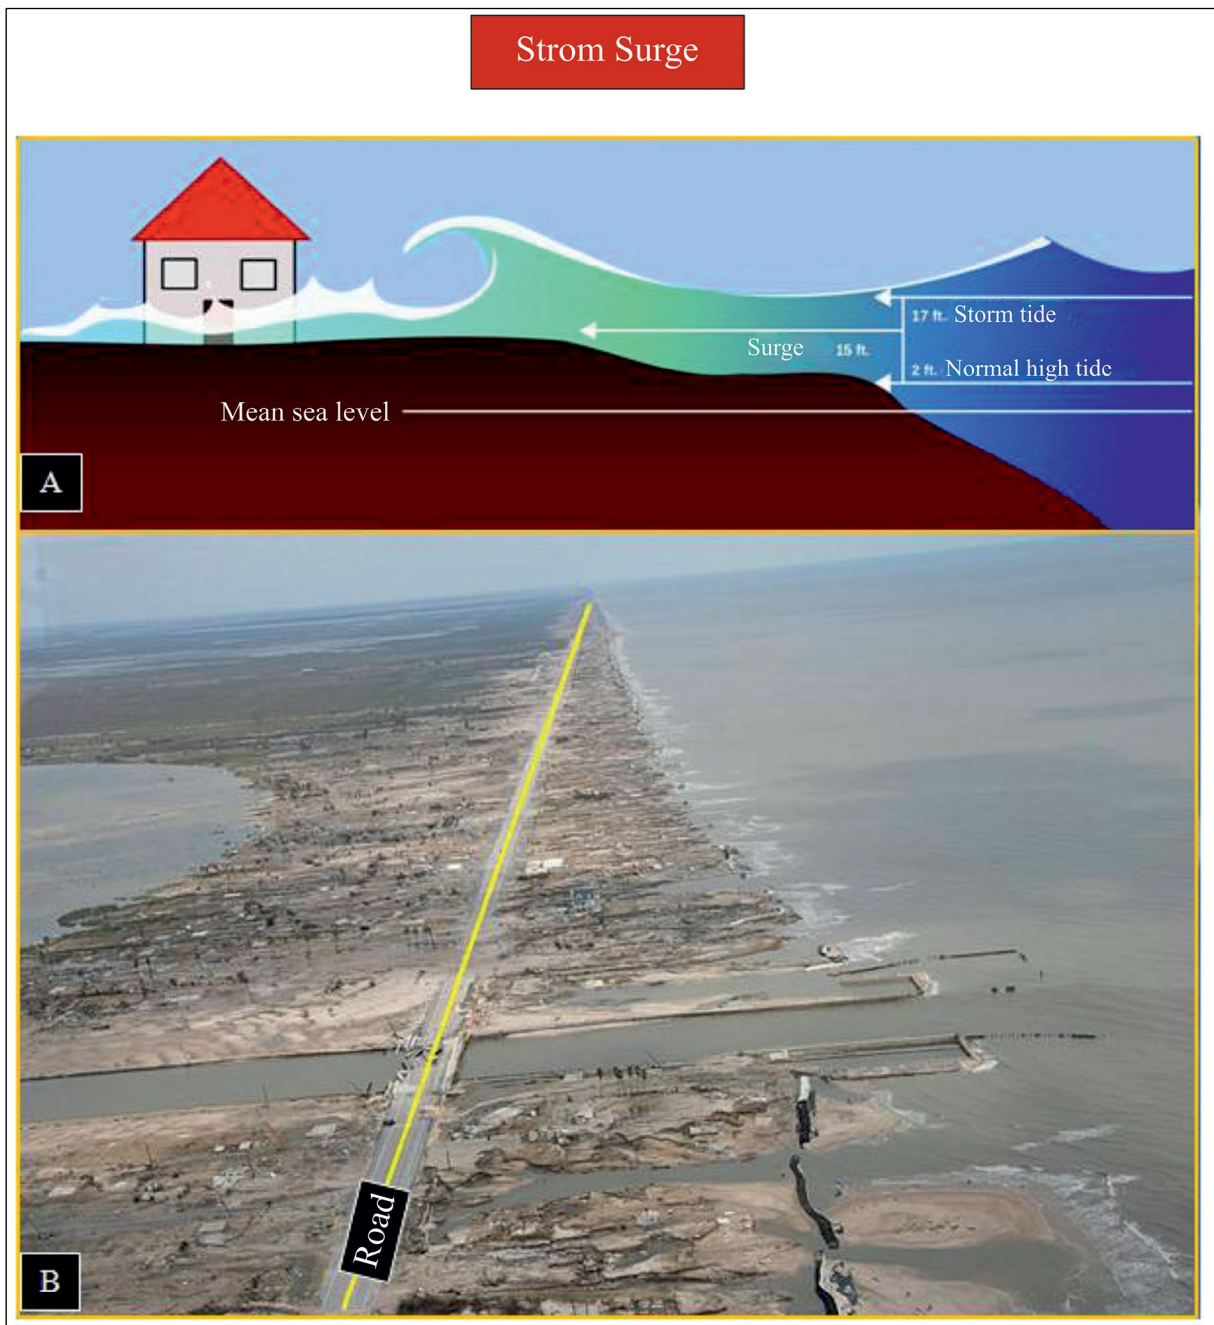 Strom Surge
17 ft. Storm tide
Surge 15 ft.
2 ft. Normal high tide
Mean sea level
A
Road
B